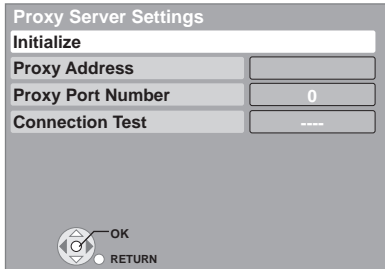 Proxy Server Settings
Initialize
Proxy Address
Proxy Port Number 0
Connection Test ----
OK
RETURN